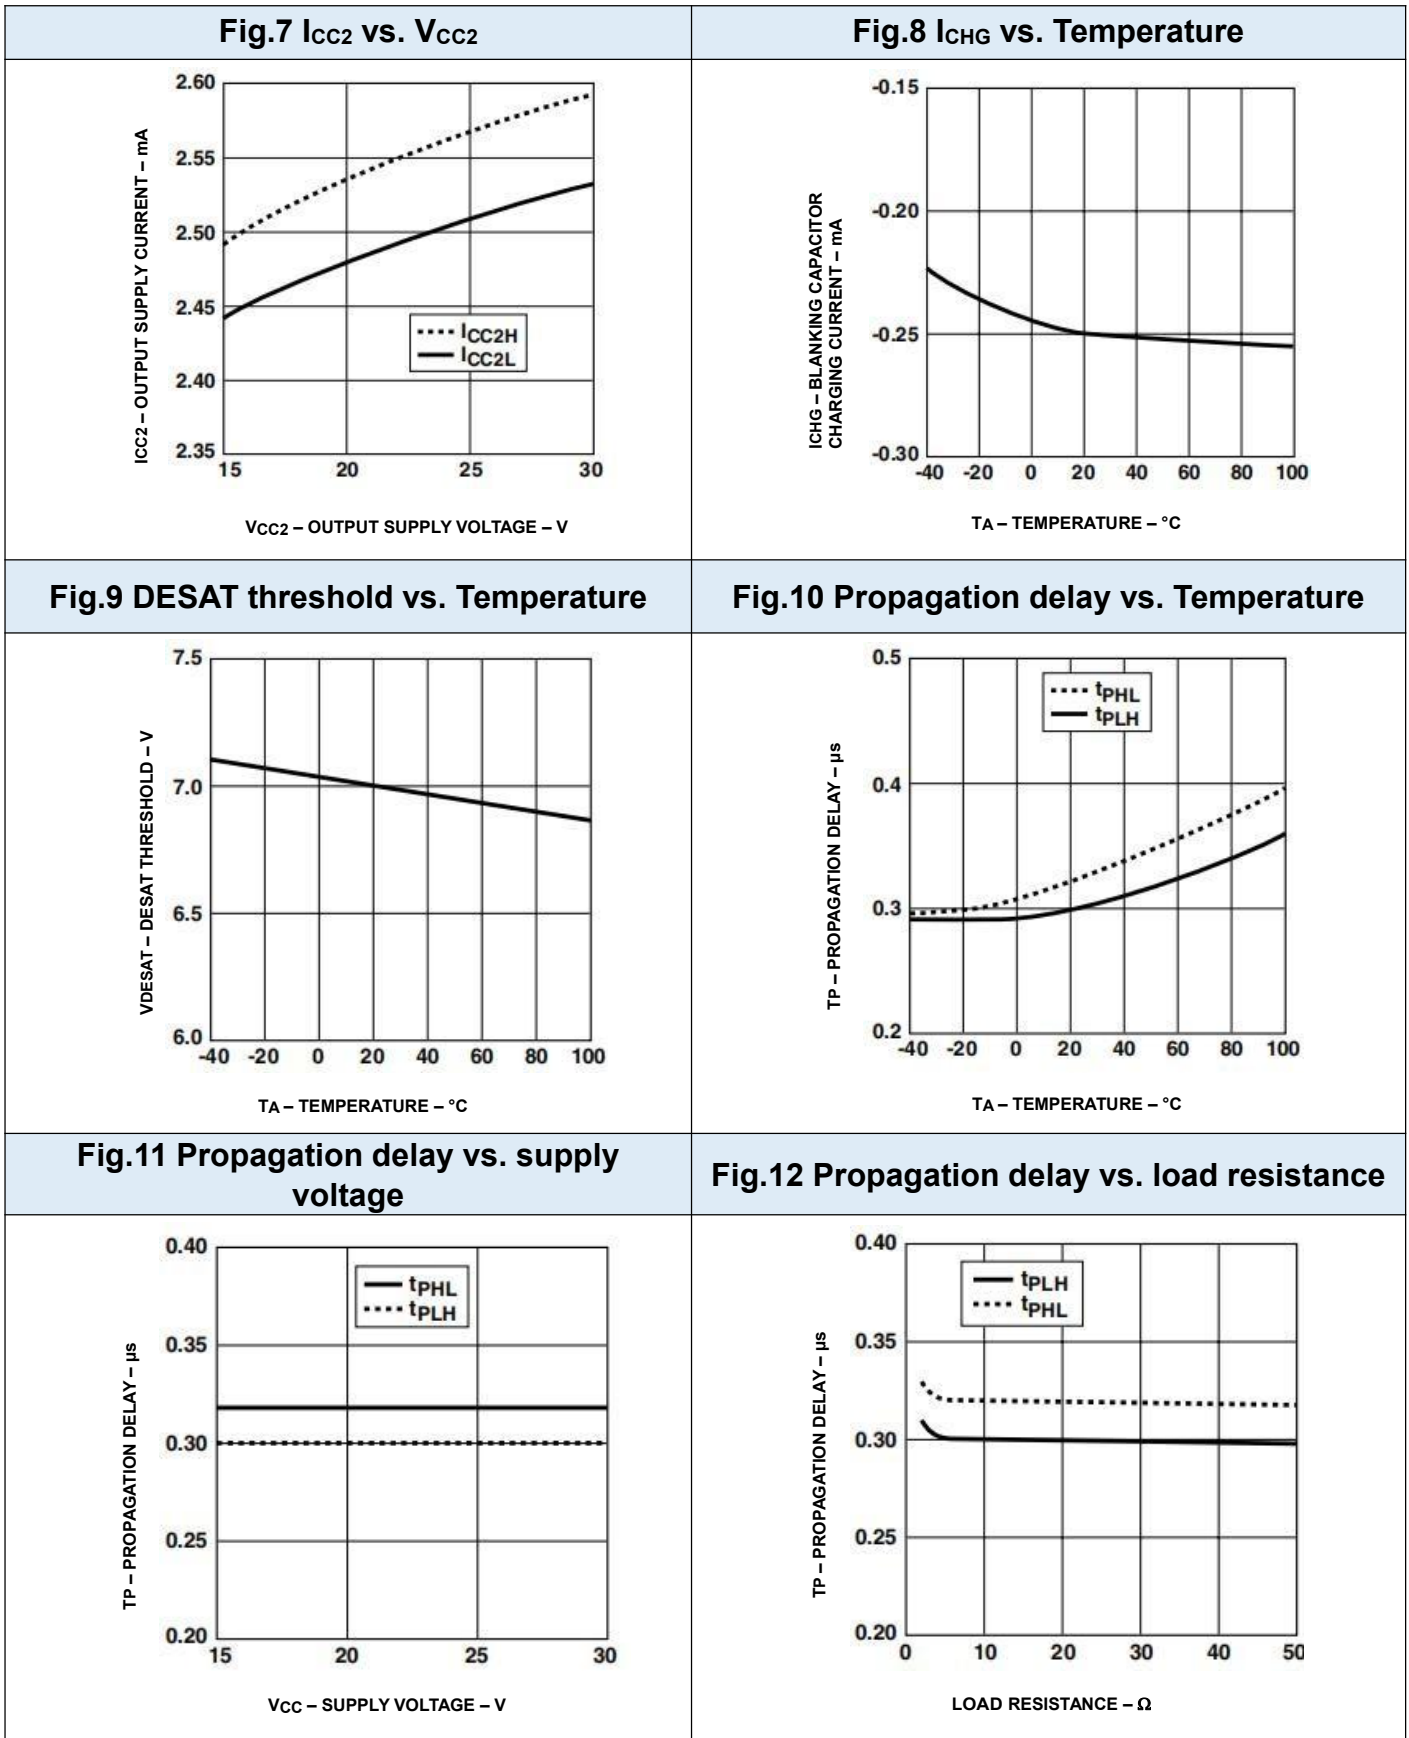 Fig.7 ICC2 vs. VCC2
2.60
2.55
2.50
2.45
2.40
2.35
15
20
25
30
ICC2 – OUTPUT SUPPLY CURRENT – mA
ICC2H
ICC2L
VCC2 – OUTPUT SUPPLY VOLTAGE – V
Fig.8 ICHG vs. Temperature
-0.15
-0.20
-0.25
-0.30
-40
-20
0
20
40
60
80
100
ICHG – BLANKING CAPACITOR
CHARGING CURRENT – mA
TA – TEMPERATURE – °C
Fig.9 DESAT threshold vs. Temperature
7.5
7.0
6.5
6.0
-40
-20
0
20
40
60
80
100
VDESAT – DESAT THRESHOLD – V
TA – TEMPERATURE – °C
Fig.10 Propagation delay vs. Temperature
0.5
0.4
0.3
0.2
-40
-20
0
20
40
60
80
100
TP – PROPAGATION DELAY – µs
tPHL
tPLH
TA – TEMPERATURE – °C
Fig.11 Propagation delay vs. supply
voltage
0.40
0.35
0.30
0.25
0.20
15
20
25
30
TP – PROPAGATION DELAY – µs
tPHL
tPLH
VCC – SUPPLY VOLTAGE – V
Fig.12 Propagation delay vs. load resistance
0.40
0.35
0.30
0.25
0.20
0
10
20
30
40
50
TP – PROPAGATION DELAY – µs
tPLH
tPHL
LOAD RESISTANCE – Ω